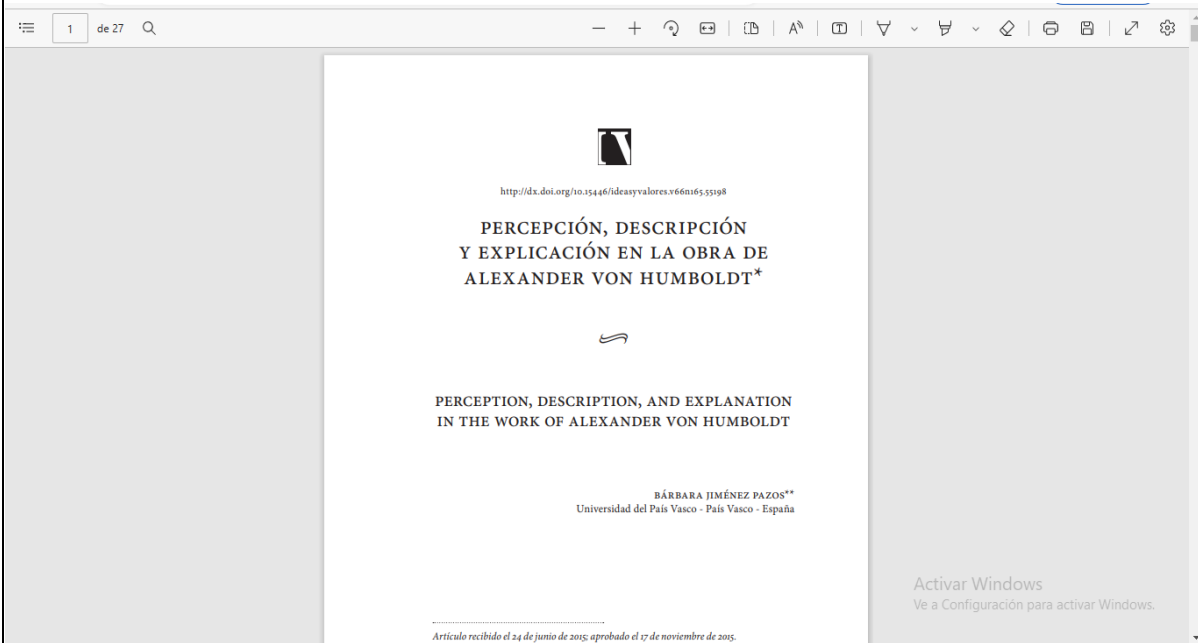 1 de 27
http://dx.doi.org/10.15446/ideasyvalores.v66n165.55198
PERCEPCIÓN, DESCRIPCIÓN
Y EXPLICACIÓN EN LA OBRA DE
ALEXANDER VON HUMBOLDT*
PERCEPTION, DESCRIPTION, AND EXPLANATION
IN THE WORK OF ALEXANDER VON HUMBOLDT
BÁRBARA JIMÉNEZ PAZOS**
Universidad del País Vasco - País Vasco - España
Activar Windows
Ve a Configuración para activar Windows.
Artículo recibido el 24 de junio de 2015; aprobado el 17 de noviembre de 2015.